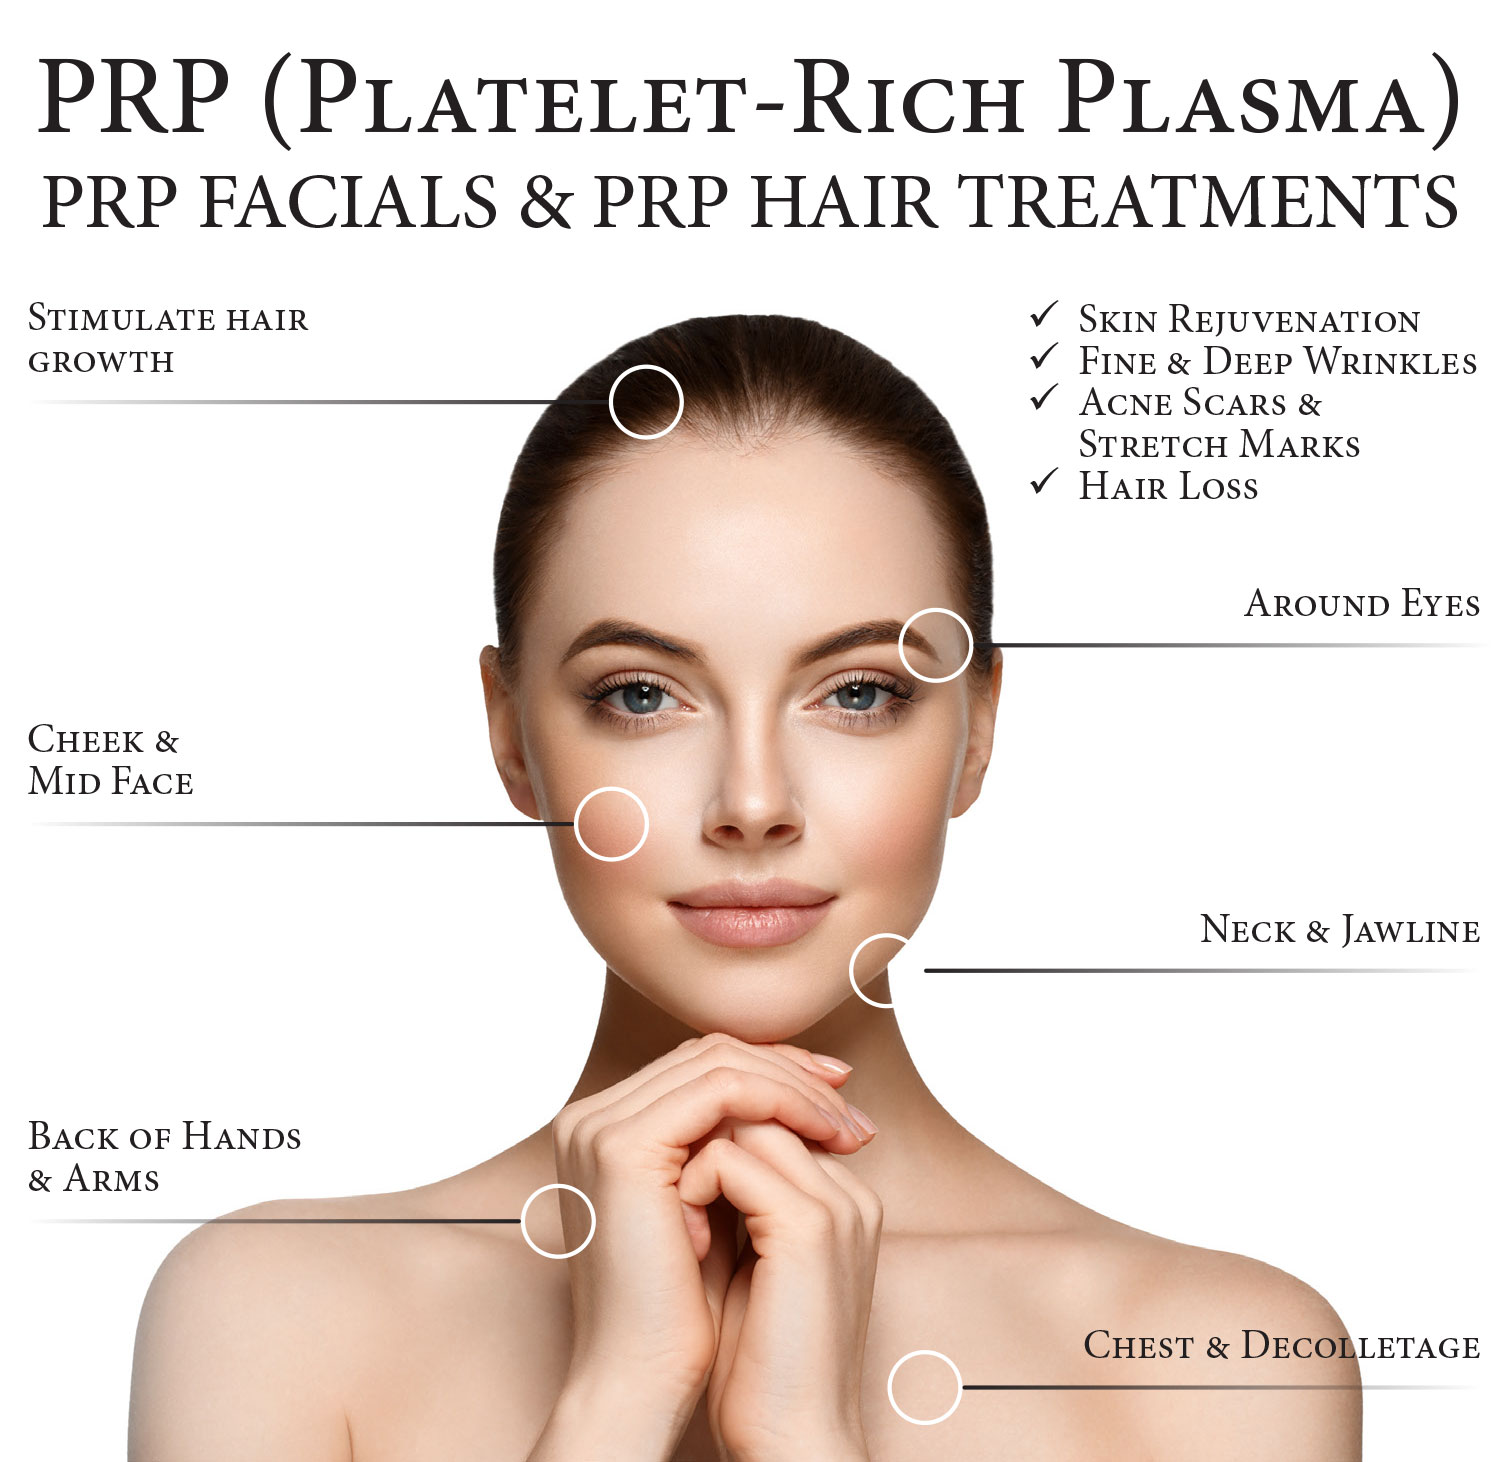 PRP (Platelet-Rich Plasma)
PRP FACIALS & PRP HAIR TREATMENTS
Stimulate hair
growth
✓ Skin Rejuvenation
✓ Fine & Deep Wrinkles
✓ Acne Scars &
Stretch Marks
✓ Hair Loss
Around Eyes
Cheek &
Mid Face
Neck & Jawline
Back of Hands
& Arms
Chest & Decolletage